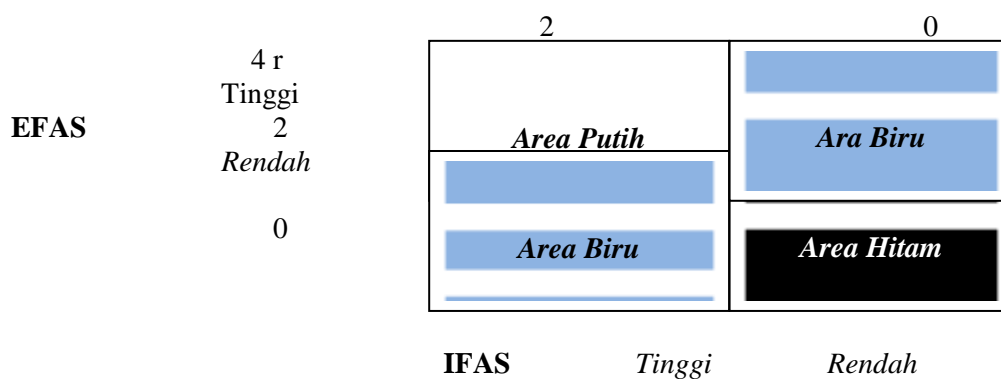 2 0
4 r
Tinggi
EFAS 2 Area Putih Ara Biru
Rendah
0
Area Biru Area Hitam
IFAS Tinggi Rendah